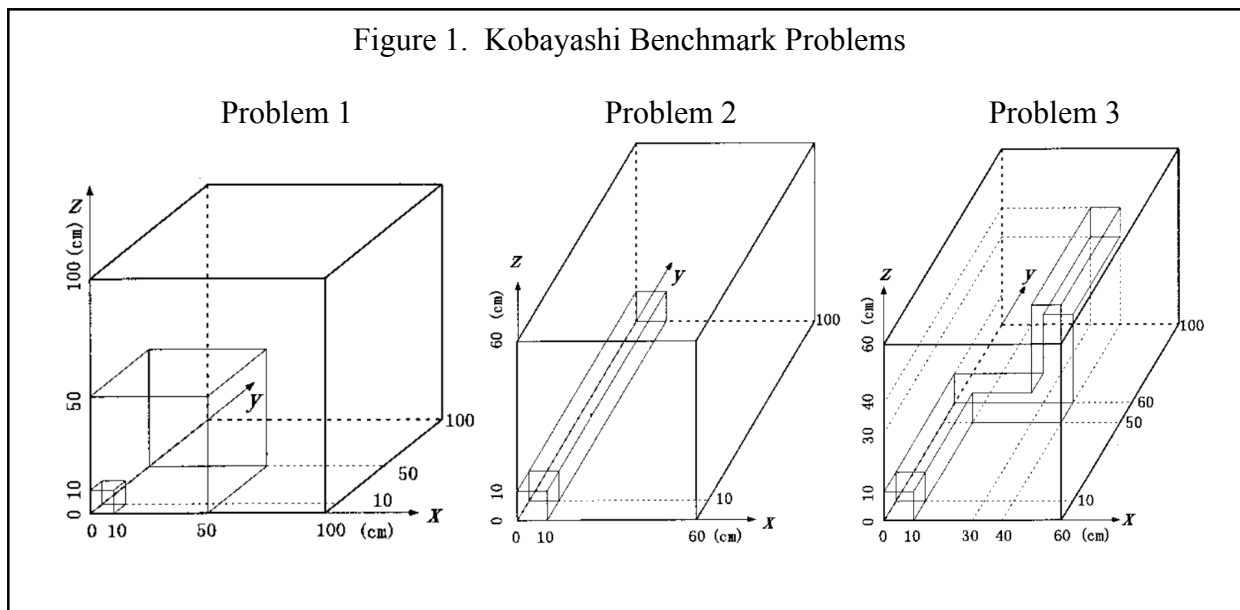 Figure 1. Kobayashi Benchmark Problems
Problem 1
Problem 2
Problem 3
Z
100 (cm)
50
10
0
y
100
50
10
X
0 10 50 100 (cm)
Z
60 (cm)
10
0
y
100
10
X
0 10 60 (cm)
Z
(cm)
60
40
30
10
0
y
100
60
50
10
X
0 10 30 40 60 (cm)